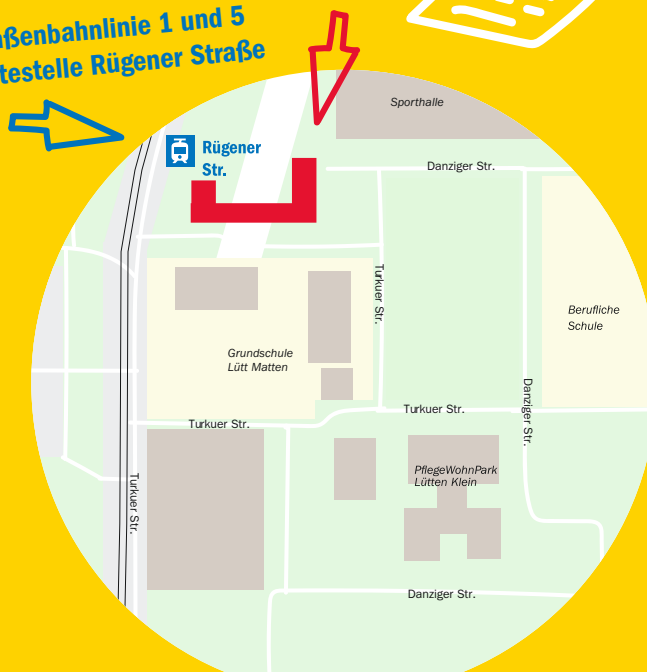 aßenbahnlinie 1 und 5
testelle Rügener Straße
Sporthalle
Rügener
Str.
Danziger Str.
Turkuer Str.
Berufliche
Schule
Grundschule
Lütt Matten
Turkuer Str.
Turkuer Str.
Danziger Str.
PflegeWohnPark
Lütten Klein
Turkuer Str.
Danziger Str.